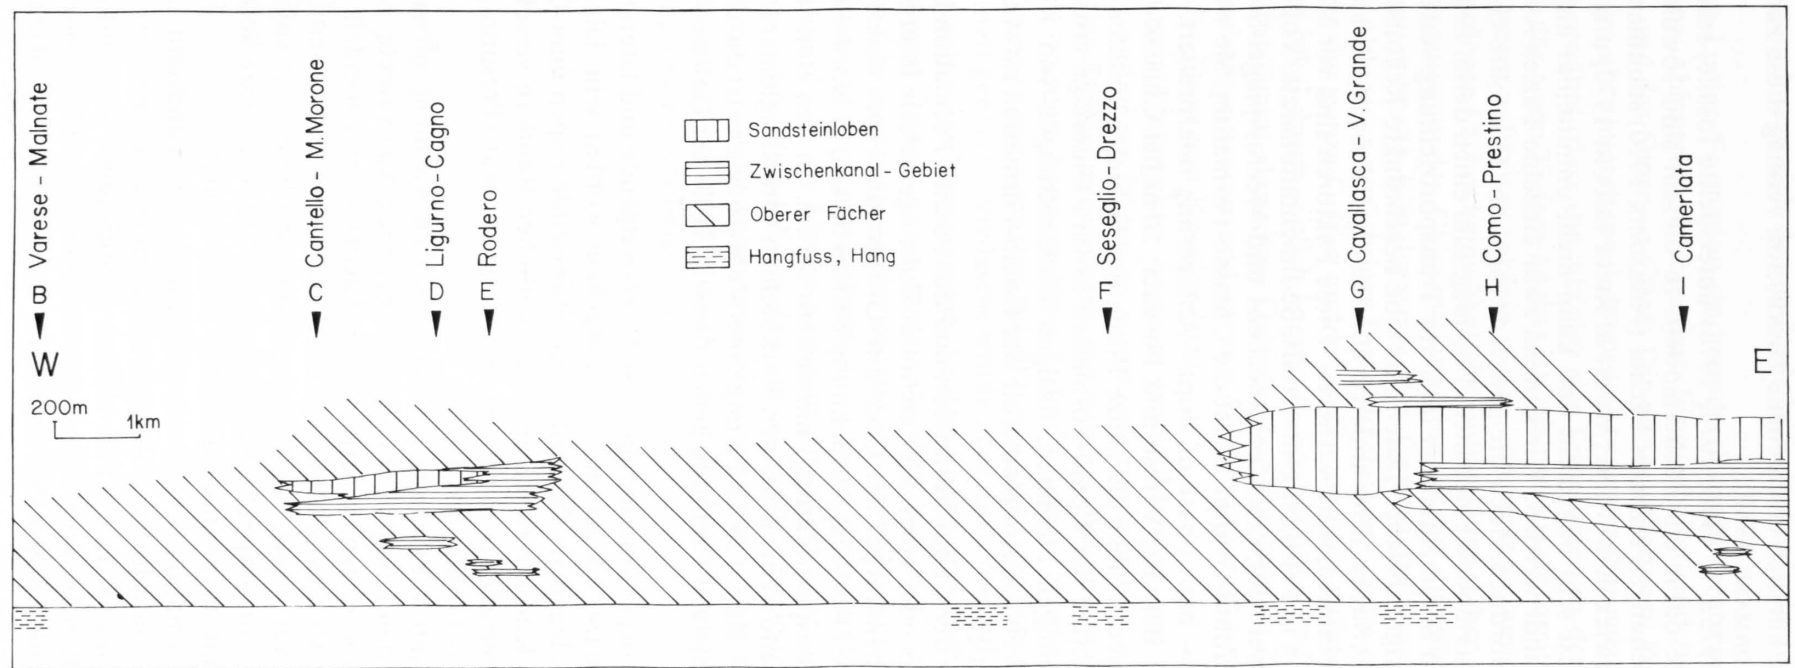 B Varese - Malnate
C Cantello - M.Morone
D Ligurno-Cagno
E Rodero
F Seseglio-Drezzo
G Cavallasca - V.Grande
H Como-Prestino
I Camerlata
W
E
200m
1km
Sandsteinloben
Zwischenkanal - Gebiet
Oberer Fächer
Hangfuss, Hang